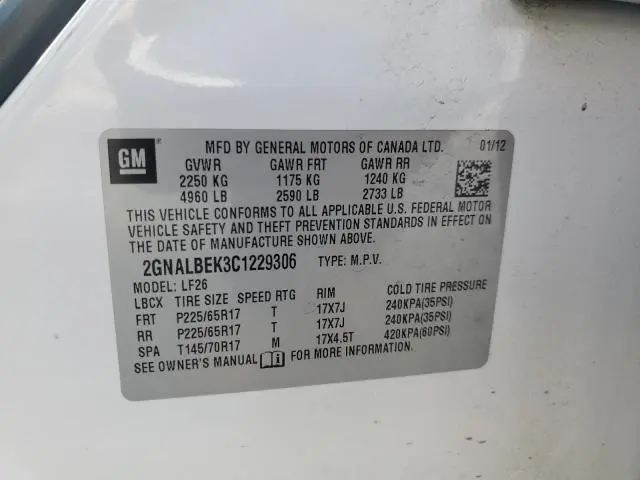 GM MFD BY GENERAL MOTORS OF CANADA LTD. 01/12
GVWR GAWR FRT GAWR RR
2250 KG 1175 KG 1240 KG
4960 LB 2590 LB 2733 LB
THIS VEHICLE CONFORMS TO ALL APPLICABLE U.S. FEDERAL MOTOR
VEHICLE SAFETY AND THEFT PREVENTION STANDARDS IN EFFECT ON
THE DATE OF MANUFACTURE SHOWN ABOVE.
2GNALBEK3C1229306 TYPE: M.P.V.
MODEL: LF26
LBCX TIRE SIZE SPEED RTG RIM COLD TIRE PRESSURE
FRT P225/65R17 T 17X7J 240KPA(35PSI)
RR P225/65R17 T 17X7J 240KPA(35PSI)
SPA T145/70R17 M 17X4.5T 420KPA(60PSI)
SEE OWNER'S MANUAL FOR MORE INFORMATION.